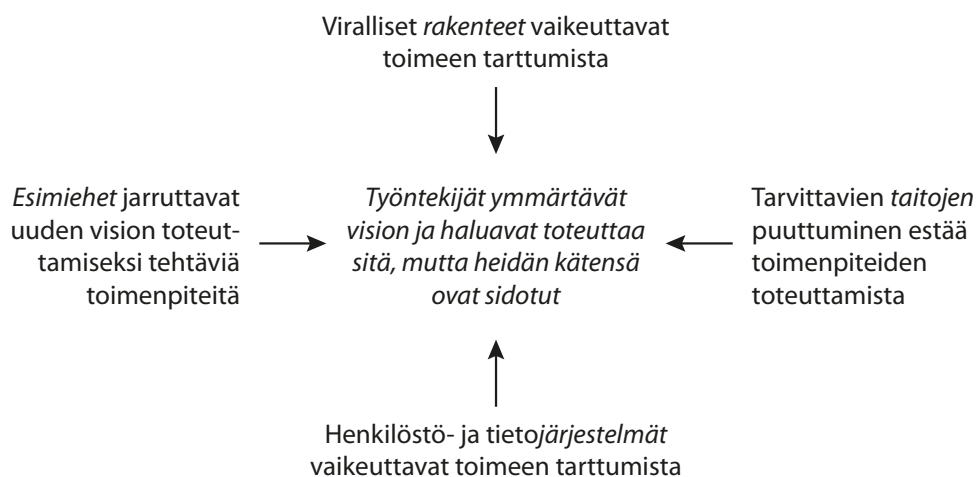 Viralliset rakenteet vaikeuttavat
toimeen tarttumista
Esimiehet jarruttavat
uuden vision toteut-
tamiseksi tehtäviä
toimenpiteitä
Työntekijät ymmärtävät
vision ja haluavat toteuttaa
sitä, mutta heidän kätensä
ovat sidotut
Tarvittavien taitojen
puuttuminen estää
toimenpiteiden
toteuttamista
Henkilöstö- ja tietojärjestelmät
vaikeuttavat toimeen tarttumista